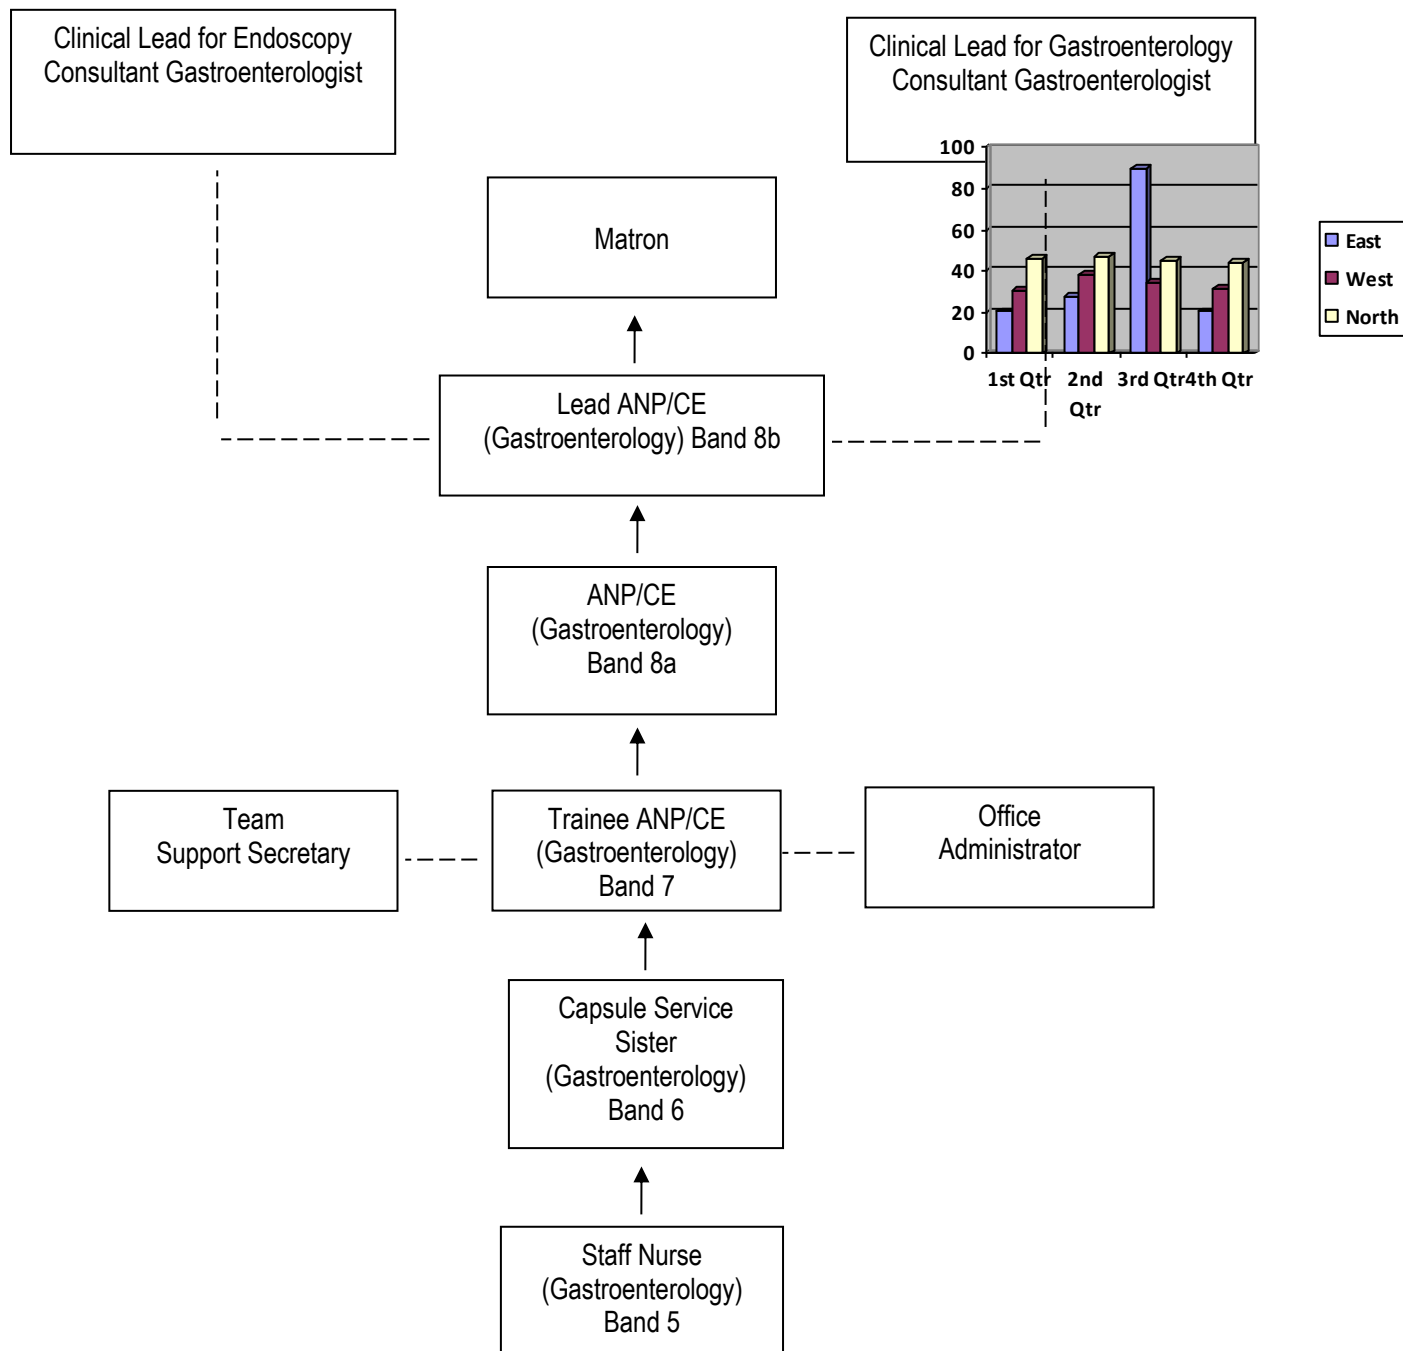 Clinical Lead for Endoscopy
Consultant Gastroenterologist
Clinical Lead for Gastroenterology
Consultant Gastroenterologist
Matron
100
80
60
40
20
0
1st Qtr
2nd
Qtr
3rd Qtr
4th Qtr
East
West
North
Lead ANP/CE
(Gastroenterology) Band 8b
ANP/CE
(Gastroenterology)
Band 8a
Team
Support Secretary
Trainee ANP/CE
(Gastroenterology)
Band 7
Office
Administrator
Capsule Service
Sister
(Gastroenterology)
Band 6
Staff Nurse
(Gastroenterology)
Band 5